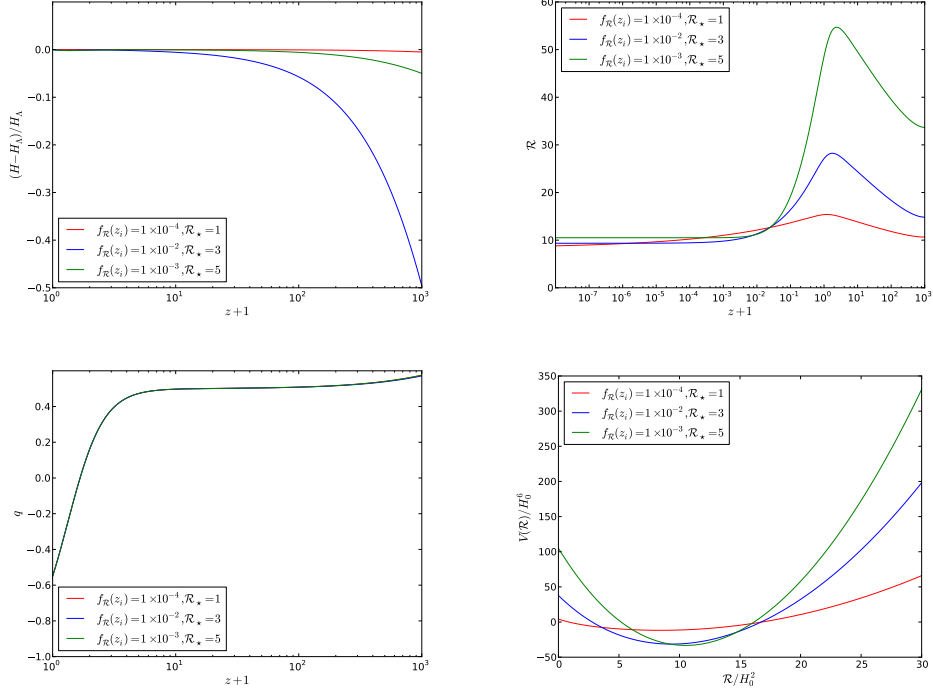 0.0
−0.1
−0.2
−0.3
−0.4
−0.5
(H−H_Λ)/H_Λ
f_ℛ(z_i)=1×10^{-4},ℛ_⋆=1
f_ℛ(z_i)=1×10^{-2},ℛ_⋆=3
f_ℛ(z_i)=1×10^{-3},ℛ_⋆=5
10^0 10^1 10^2 10^3
z+1
60
50
40
30
20
10
0
ℛ
f_ℛ(z_i)=1×10^{-4},ℛ_⋆=1
f_ℛ(z_i)=1×10^{-2},ℛ_⋆=3
f_ℛ(z_i)=1×10^{-3},ℛ_⋆=5
10^{-7} 10^{-6} 10^{-5} 10^{-4} 10^{-3} 10^{-2} 10^{-1} 10^0 10^1 10^2 10^3
z+1
0.4
0.2
0.0
−0.2
−0.4
−0.6
−0.8
−1.0
q
f_ℛ(z_i)=1×10^{-4},ℛ_⋆=1
f_ℛ(z_i)=1×10^{-2},ℛ_⋆=3
f_ℛ(z_i)=1×10^{-3},ℛ_⋆=5
10^0 10^1 10^2 10^3
z+1
350
300
250
200
150
100
50
0
−50
V(ℛ)/H_0^6
f_ℛ(z_i)=1×10^{-4},ℛ_⋆=1
f_ℛ(z_i)=1×10^{-2},ℛ_⋆=3
f_ℛ(z_i)=1×10^{-3},ℛ_⋆=5
0 5 10 15 20 25 30
ℛ/H_0^2